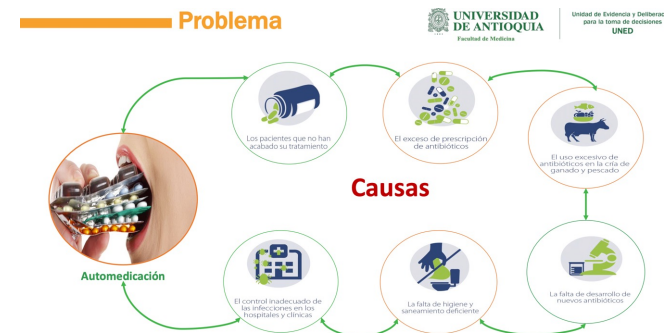 Problema
UNIVERSIDAD
DE ANTIOQUIA
Facultad de Medicina
Unidad de Evidencia y Deliberac
para la toma de decisiones
UNED
Los pacientes que no han
acabado su tratamiento
El exceso de prescripción
de antibióticos
El uso excesivo de
antibióticos en la cría de
ganado y pescado
Causas
Automedicación
El control inadecuado de
las infecciones en los
hospitales y clínicas
La falta de higiene y
saneamiento deficiente
La falta de desarrollo de
nuevos antibióticos